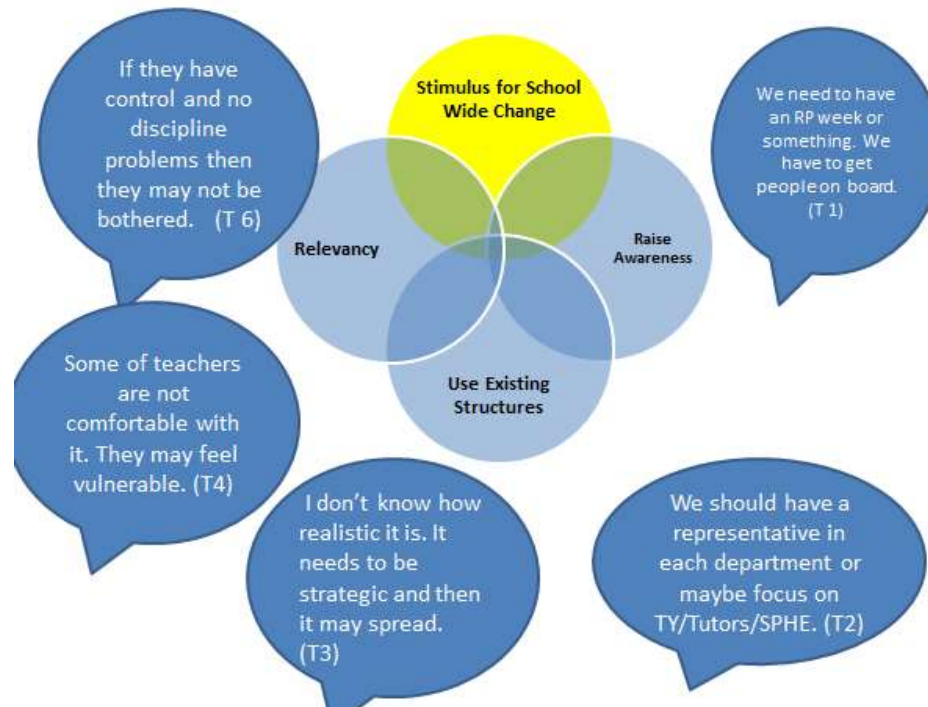 If they have
control and no
discipline
problems then
they may not be
bothered. (T 6)
Stimulus for School
Wide Change
We need to have
an RP week or
something. We
have to get
people on board.
(T 1)
Relevancy
Raise
Awareness
Use Existing
Structures
Some of teachers
are not
comfortable with
it. They may feel
vulnerable. (T4)
I don't know how
realistic it is. It
needs to be
strategic and then
it may spread.
(T3)
We should have a
representative in
each department or
maybe focus on
TY/Tutors/SPHE. (T2)